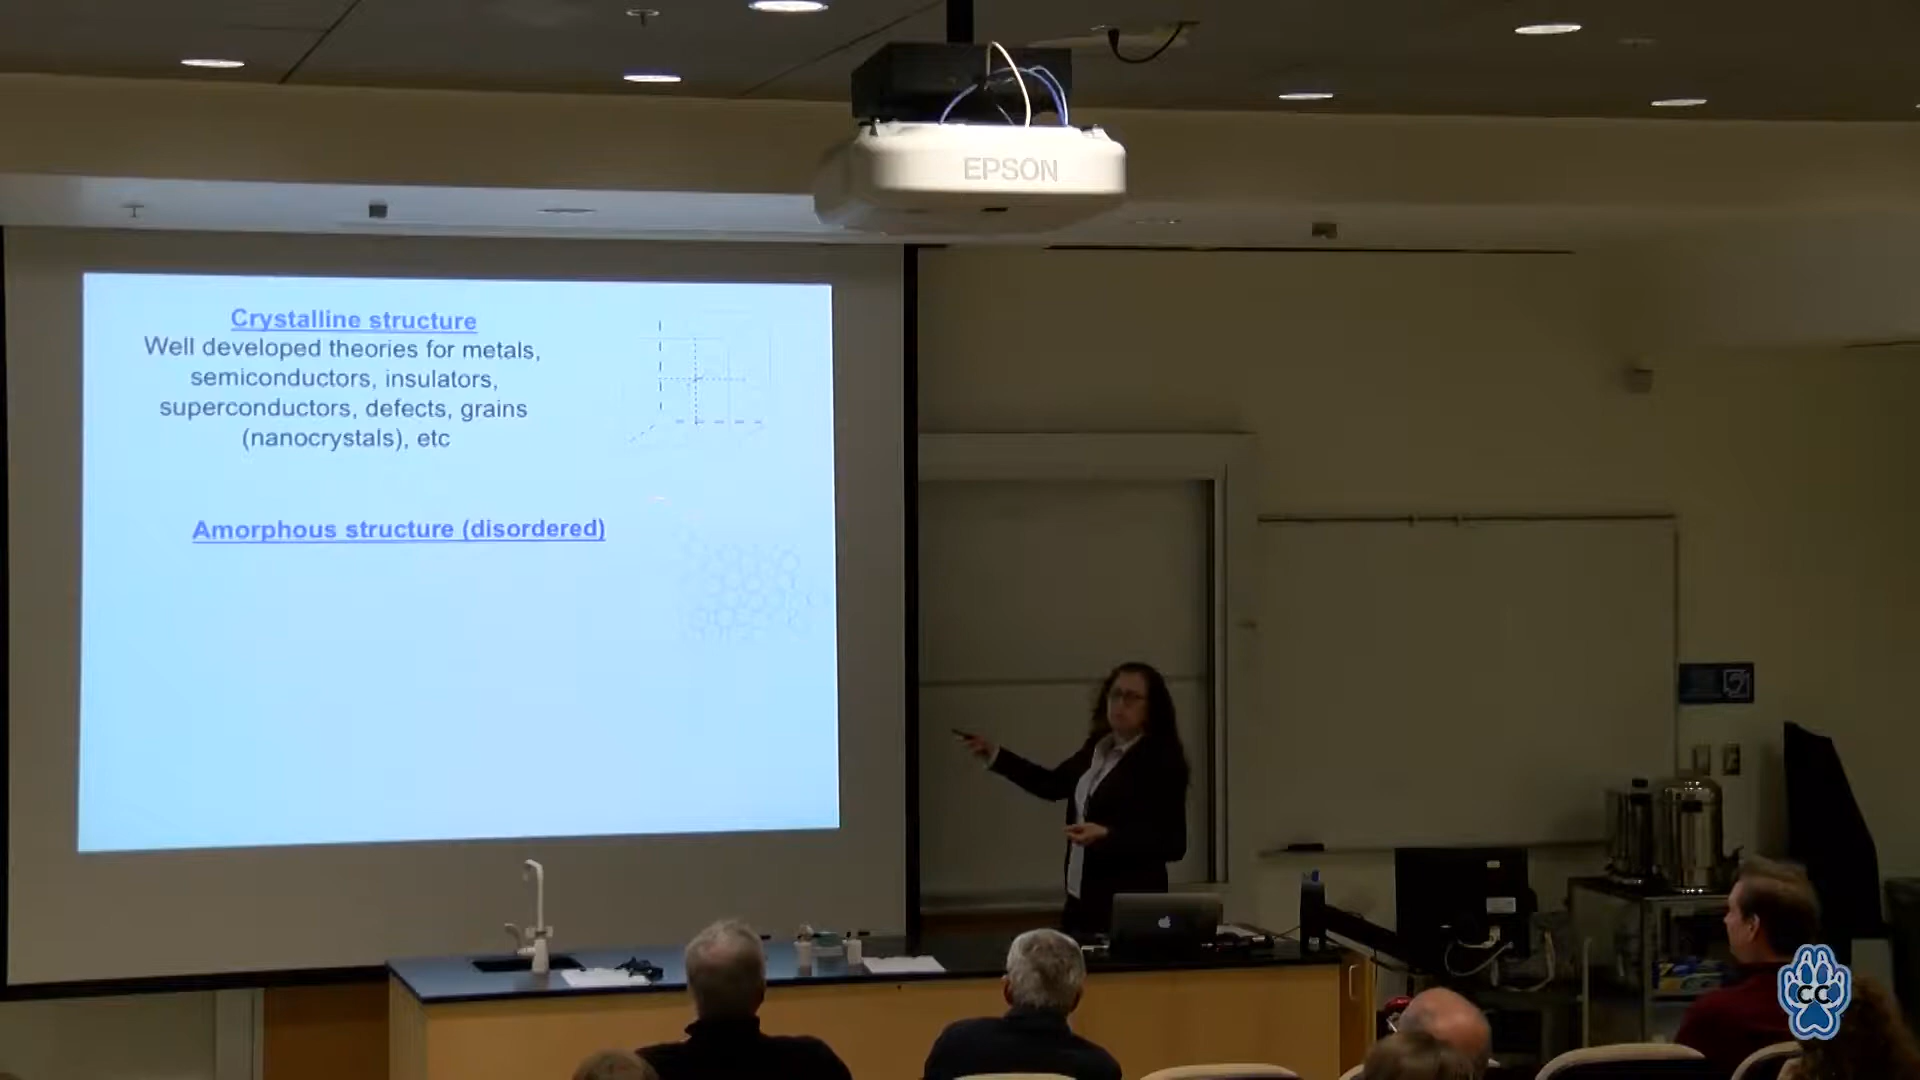 EPSON
Crystalline structure
Well developed theories for metals,
semiconductors, insulators,
superconductors, defects, grains
(nanocrystals), etc
Amorphous structure (disordered)
CC